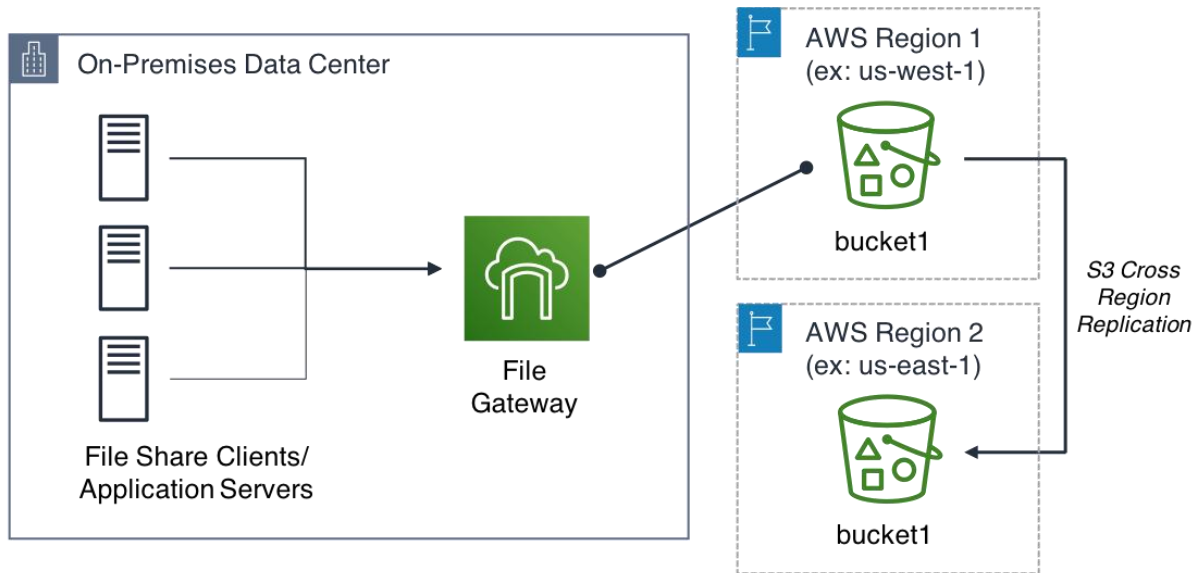 On-Premises Data Center
File Share Clients/
Application Servers
File
Gateway
AWS Region 1
(ex: us-west-1)
bucket1
S3 Cross
Region
Replication
AWS Region 2
(ex: us-east-1)
bucket1